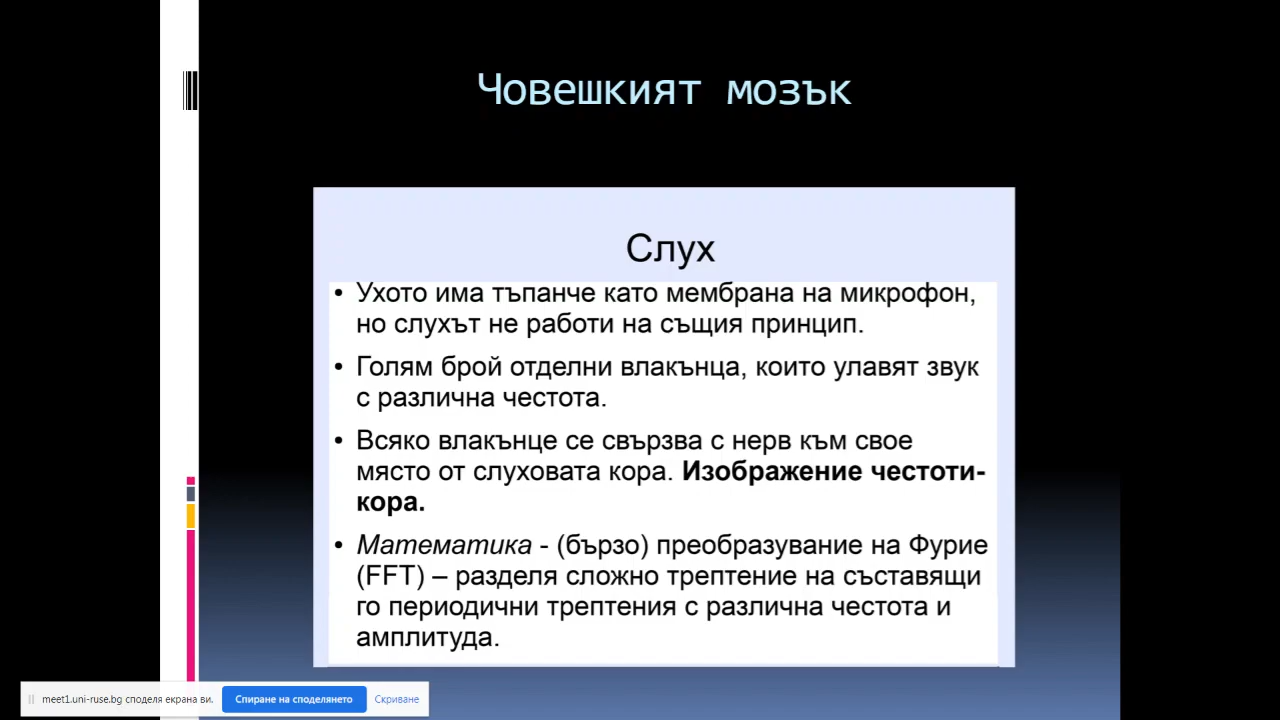 Човешкият мозък
Слух
• Ухото има тъпанче като мембрана на микрофон,
но слухът не работи на същия принцип.
• Голям брой отделни влакънца, които улавят звук
с различна честота.
• Всяко влакънце се свързва с нерв към свое
място от слуховата кора. Изображение честоти-
кора.
• Математика - (бързо) преобразувание на Фурие
(FFT) – разделя сложно трептение на съставящи
го периодични трептения с различна честота и
амплитуда.
meet1.uni-ruse.bg споделя екрана ви.
Спиране на споделянето
Скриване